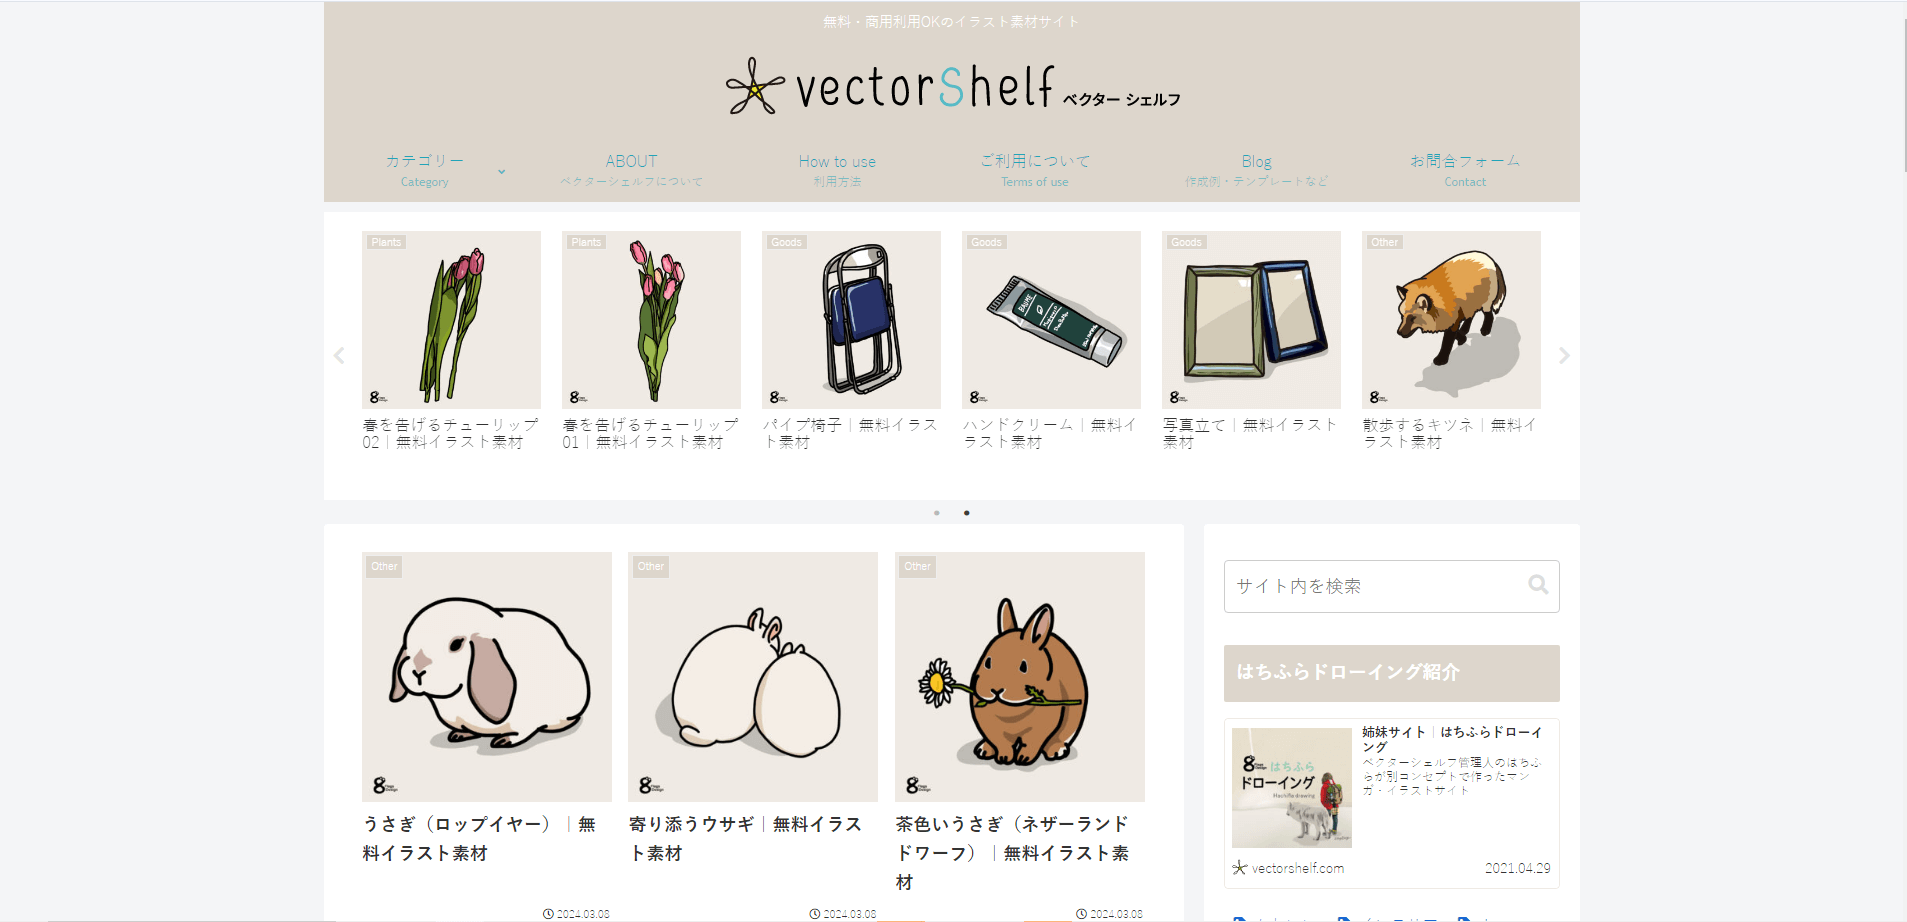 無料・商用利用OKのイラスト素材サイト
vectorShelf ベクター シェルフ
カテゴリー
Category
ABOUT
ベクターシェルフについて
How to use
利用方法
ご利用について
Terms of use
Blog
作成例・テンプレートなど
お問合フォーム
Contact
Plants
春を告げるチューリップ
02｜無料イラスト素材
Plants
春を告げるチューリップ
01｜無料イラスト素材
Goods
パイプ椅子｜無料イラス
ト素材
Goods
BAUME
ハンドクリーム｜無料イ
ラスト素材
Goods
写真立て｜無料イラスト
素材
Other
散歩するキツネ｜無料イ
ラスト素材
Other
うさぎ（ロップイヤー）｜無
料イラスト素材
2024.03.08
Other
寄り添うウサギ｜無料イラス
ト素材
2024.03.08
Other
茶色いうさぎ（ネザーランド
ドワーフ）｜無料イラスト素
材
2024.03.08
サイト内を検索
はちふらドローイング紹介
はちふら
ドローイング
Hachifla drawing
姉妹サイト｜はちふらドローイ
ング
ベクターシェルフ管理人のはちふ
らが別コンセプトで作ったマン
ガ・イラストサイト
vectorshelf.com
2021.04.29